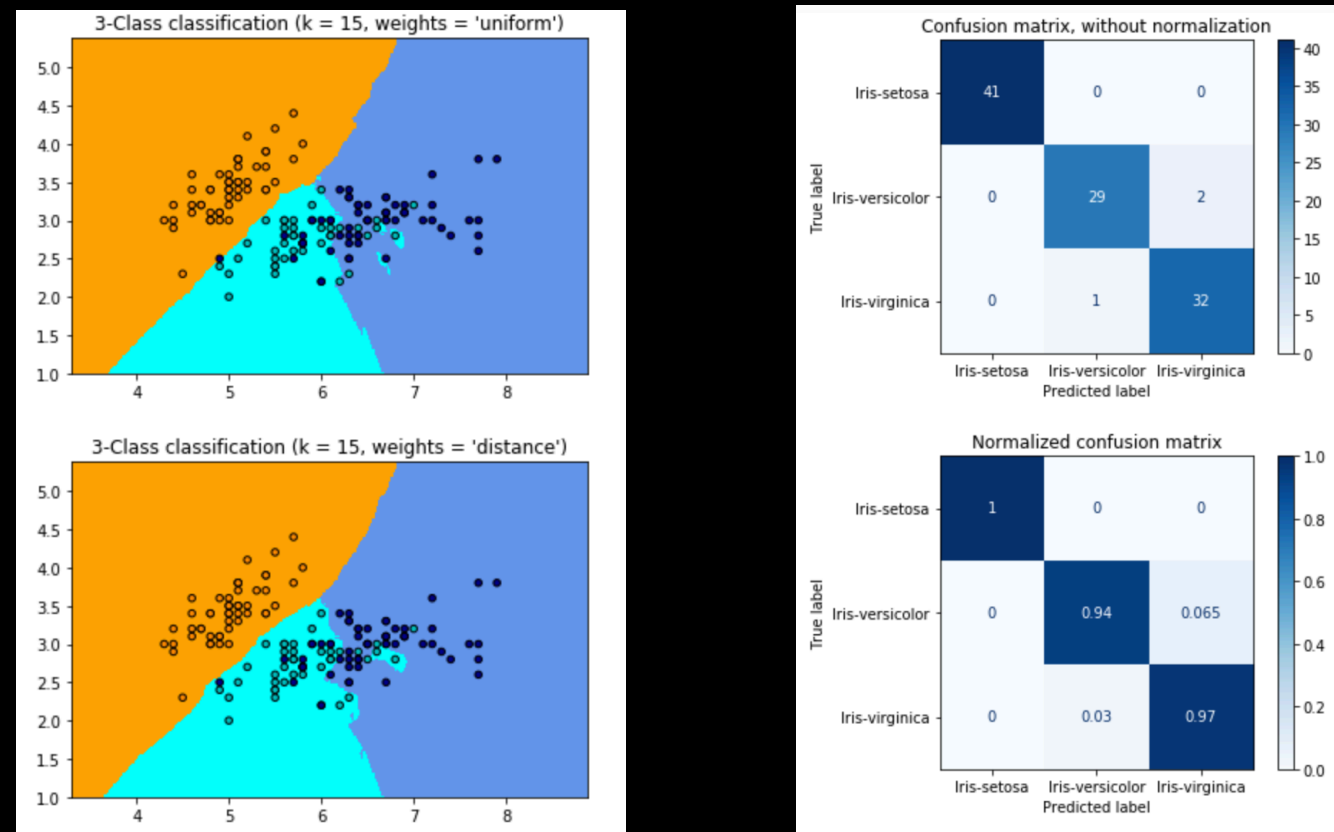 3-Class classification (k = 15, weights = 'uniform')
5.0
4.5
4.0
3.5
3.0
2.5
2.0
1.5
1.0
4 5 6 7 8
3-Class classification (k = 15, weights = 'distance')
5.0
4.5
4.0
3.5
3.0
2.5
2.0
1.5
1.0
4 5 6 7 8
Confusion matrix, without normalization
True label
Iris-setosa 41 0 0
Iris-versicolor 0 29 2
Iris-virginica 0 1 32
Iris-setosa Iris-versicolor Iris-virginica
Predicted label
40
35
30
25
20
15
10
5
0
Normalized confusion matrix
True label
Iris-setosa 1 0 0
Iris-versicolor 0 0.94 0.065
Iris-virginica 0 0.03 0.97
Iris-setosa Iris-versicolor Iris-virginica
Predicted label
1.0
0.8
0.6
0.4
0.2
0.0